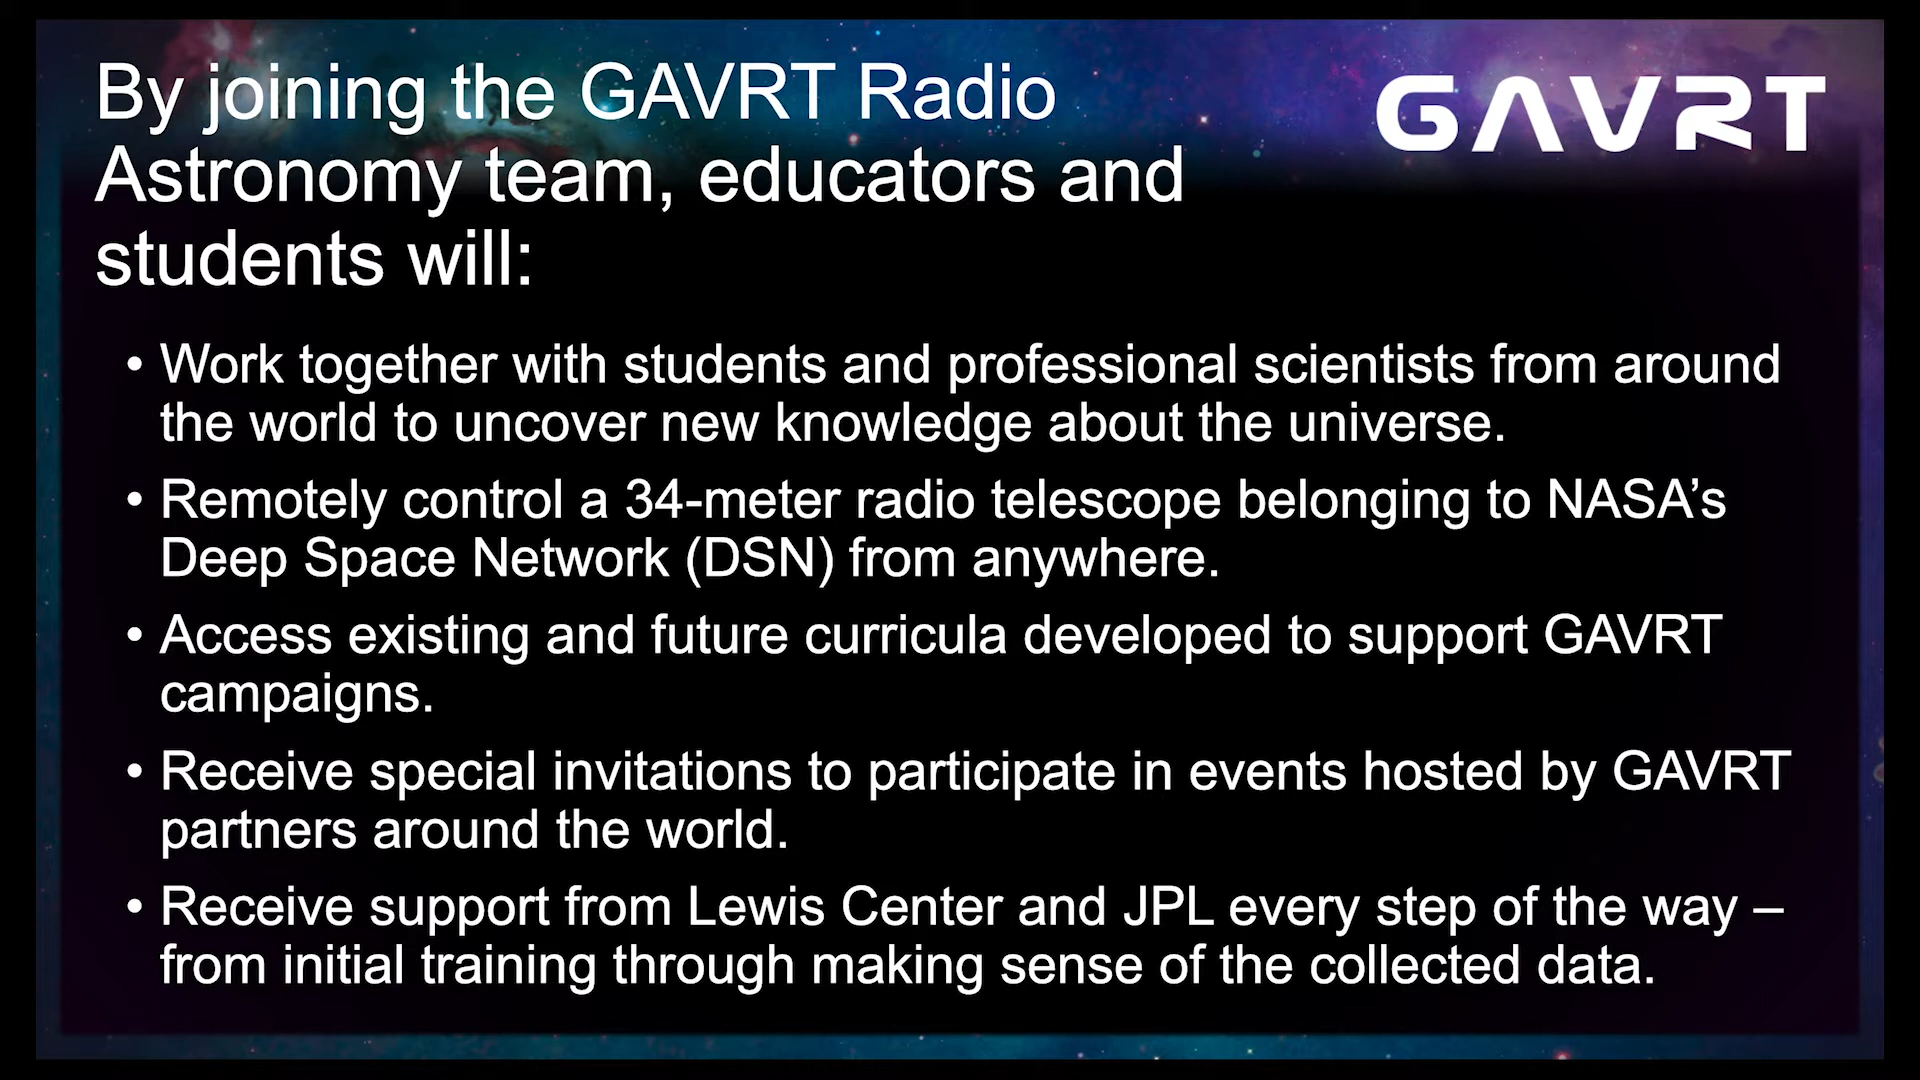 By joining the GAVRT Radio
Astronomy team, educators and
students will:
GAVRT
• Work together with students and professional scientists from around
the world to uncover new knowledge about the universe.
• Remotely control a 34-meter radio telescope belonging to NASA’s
Deep Space Network (DSN) from anywhere.
• Access existing and future curricula developed to support GAVRT
campaigns.
• Receive special invitations to participate in events hosted by GAVRT
partners around the world.
• Receive support from Lewis Center and JPL every step of the way –
from initial training through making sense of the collected data.